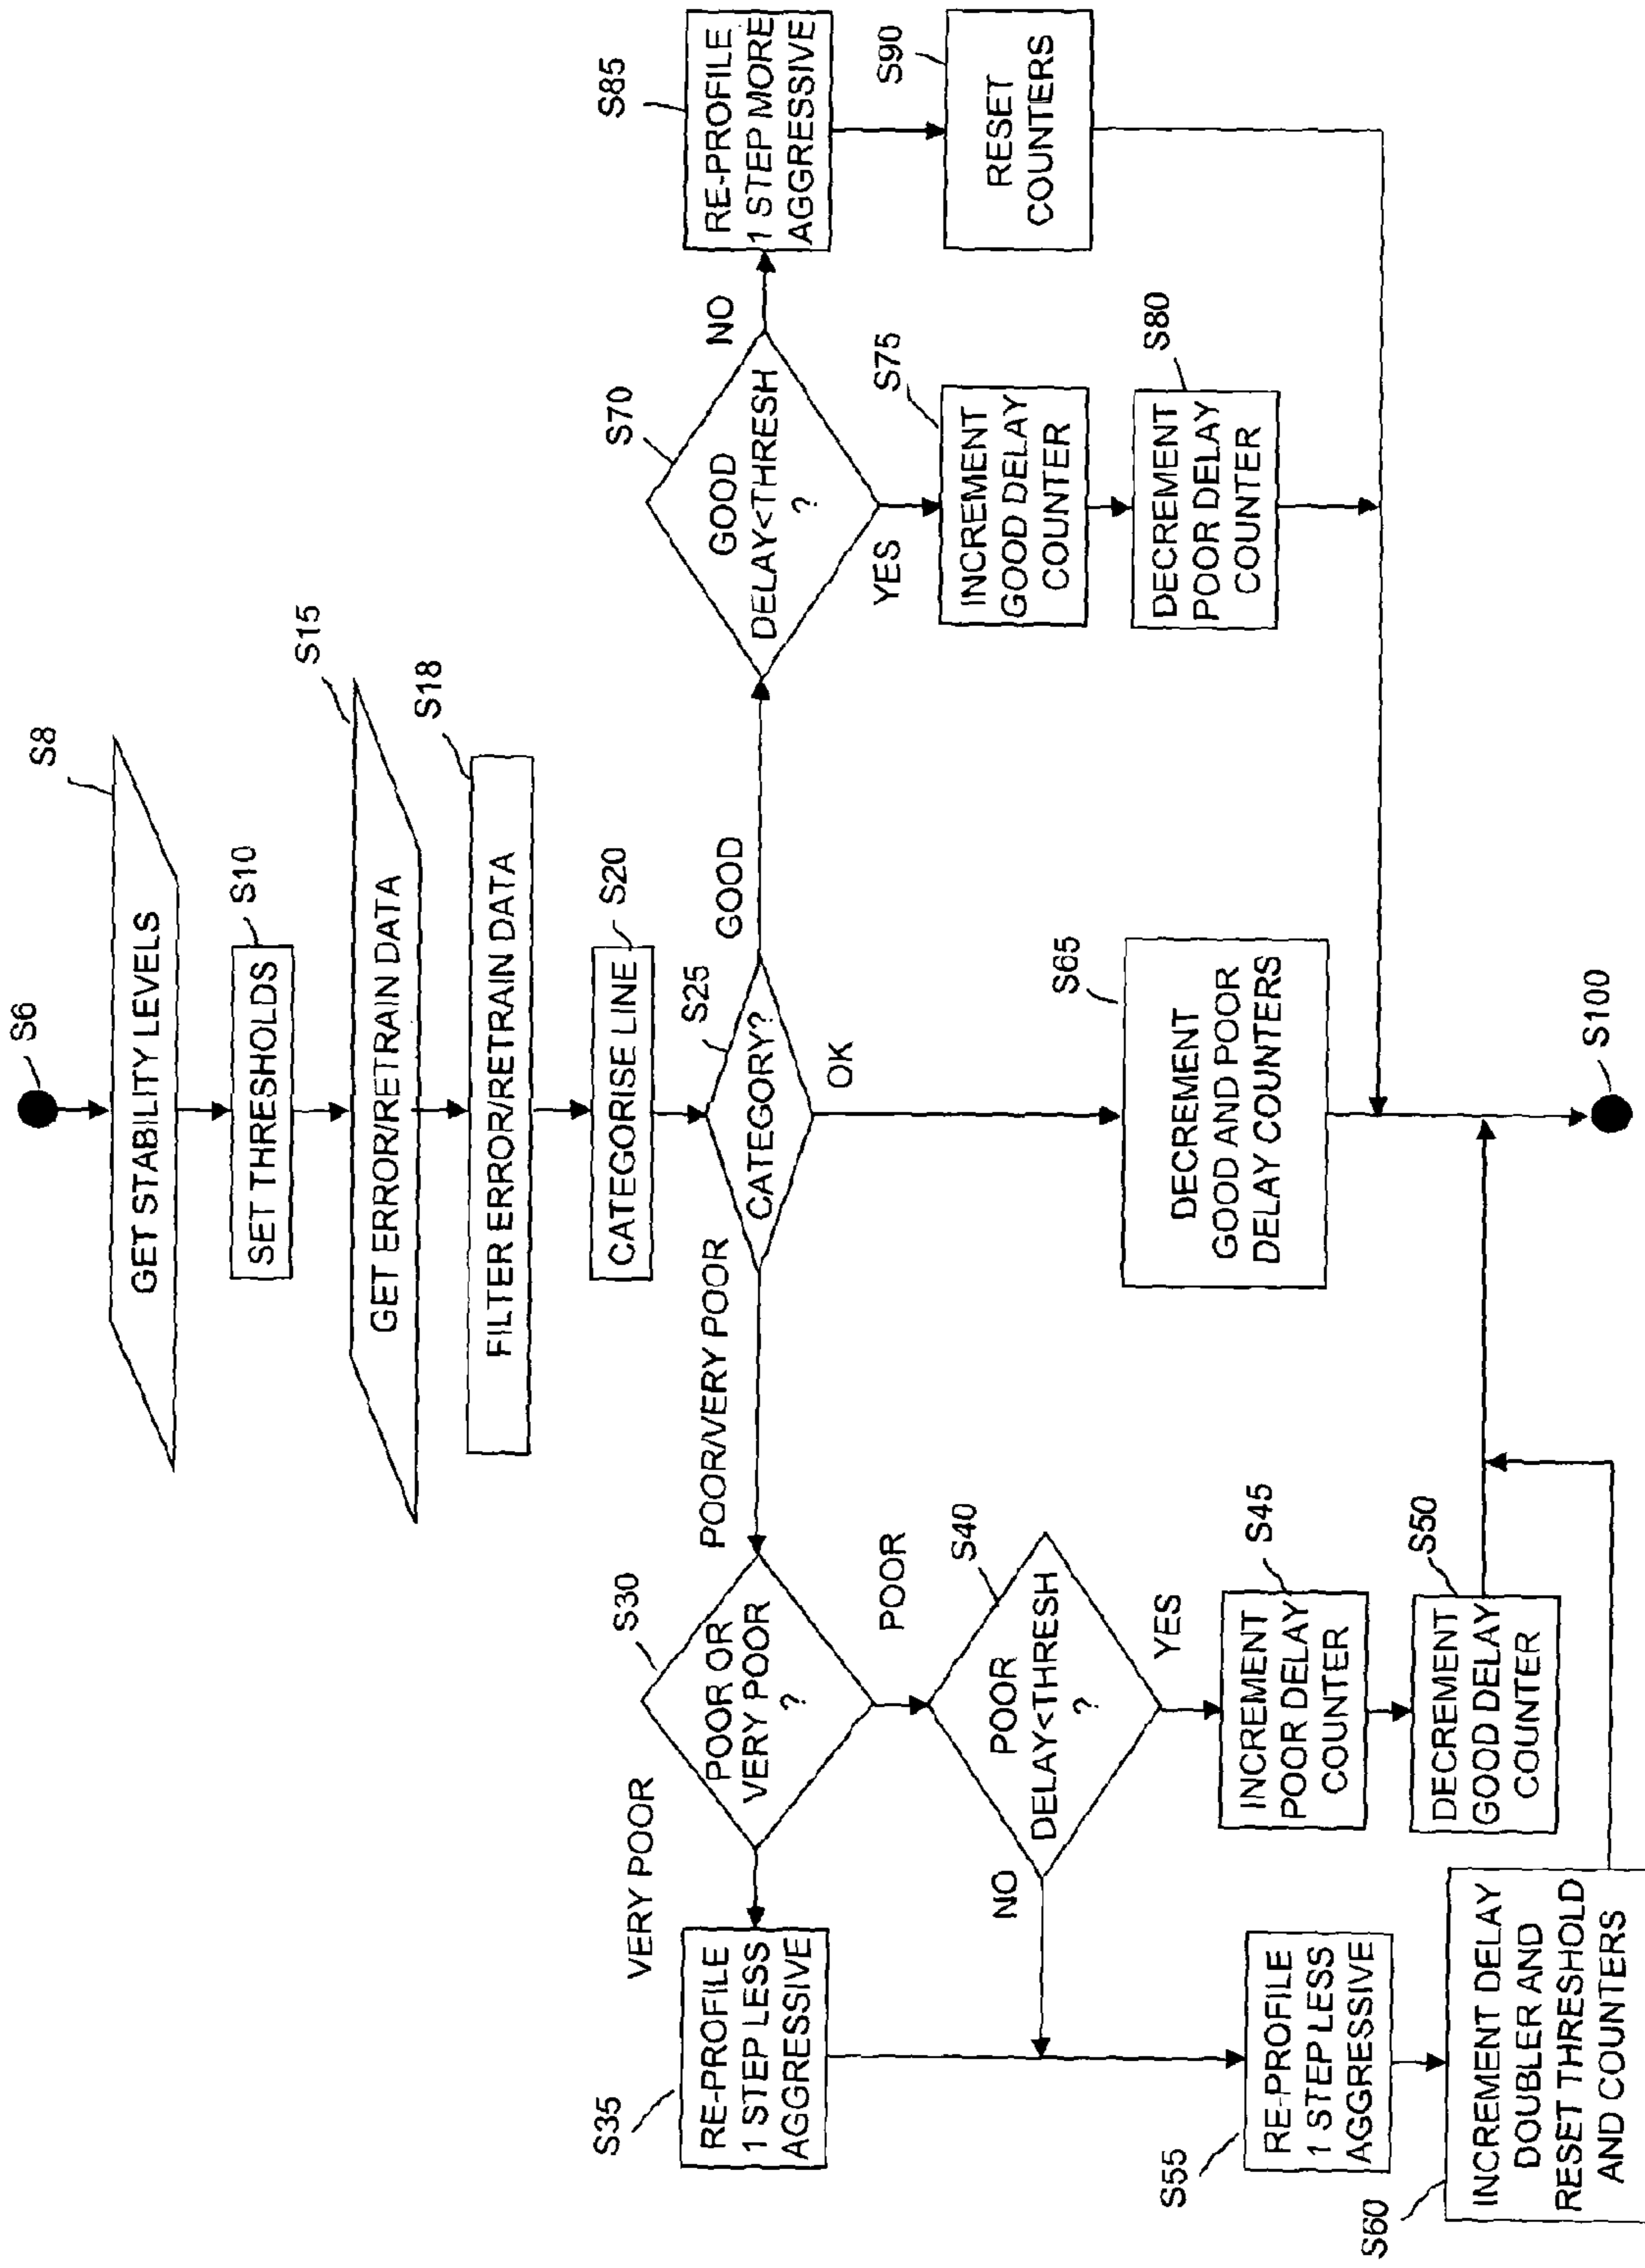 S6
S8
GET STABILITY LEVELS
S10
SET THRESHOLDS
S15
GET ERROR/RETRAIN DATA
S18
FILTER ERROR/RETRAIN DATA
S20
CATEGORISE LINE
S25
CATEGORY?
POOR/VERY POOR
GOOD
OK
S30
POOR OR
VERY POOR
?
VERY POOR
POOR
S35
RE-PROFILE
1 STEP LESS
AGGRESSIVE
S40
POOR
DELAY<THRESH
?
NO
YES
S45
INCREMENT
POOR DELAY
COUNTER
S50
DECREMENT
GOOD DELAY
COUNTER
S55
RE-PROFILE
1 STEP LESS
AGGRESSIVE
S60
INCREMENT DELAY
DOUBLER AND
RESET THRESHOLD
AND COUNTERS
S65
DECREMENT
GOOD AND POOR
DELAY COUNTERS
S70
GOOD
DELAY<THRESH
?
NO
YES
S75
INCREMENT
GOOD DELAY
COUNTER
S80
DECREMENT
POOR DELAY
COUNTER
S85
RE-PROFILE
1 STEP MORE
AGGRESSIVE
S90
RESET
COUNTERS
S100